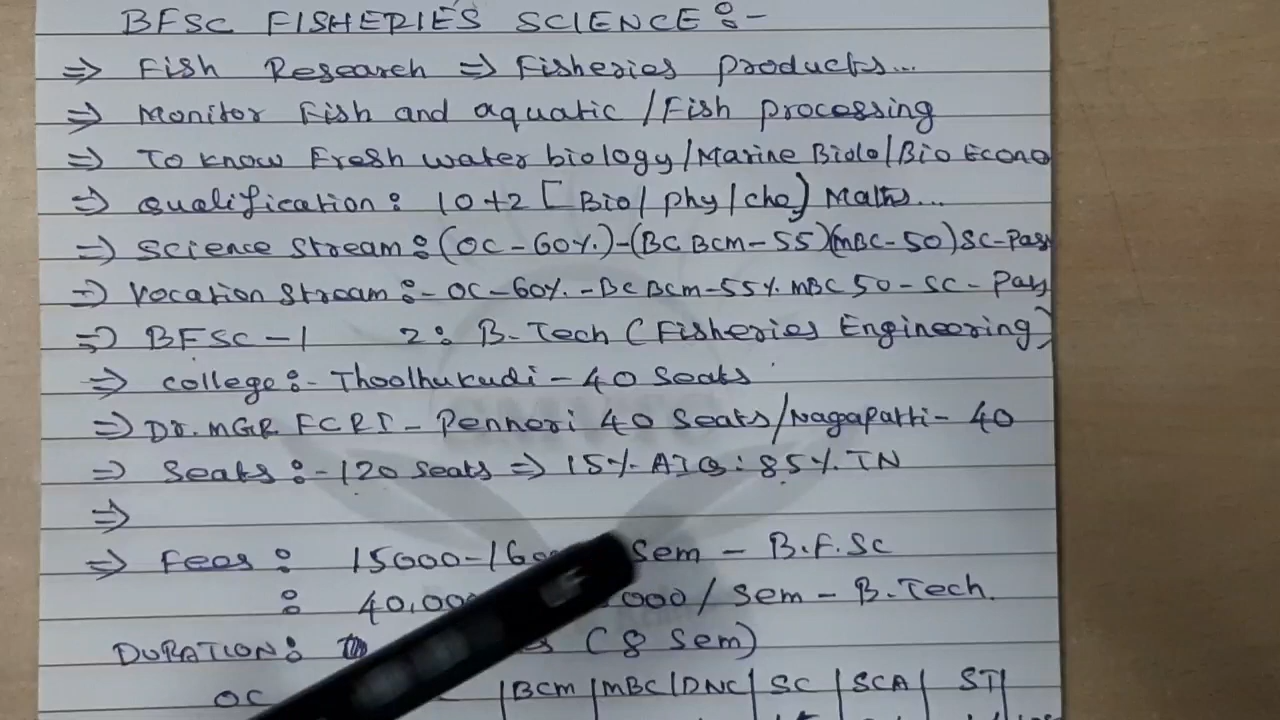 BFSC FISHERIES SCIENCE :-
⇒ Fish Research ⇒ Fisheries products...
⇒ Monitor Fish and aquatic / Fish processing
⇒ To know Fresh water biology / Marine Biolo / Bio Econo
⇒ Qualification : 10+2 [Bio / phy / che] Maths...
⇒ Science Stream : (OC-60%)-(BC BCM-55)(MBC-50) SC-Pass
⇒ Vocation Stream :- OC-60%-BC BCM-55% MBC 50-SC-Pass
⇒ BFSC-1 2: B-Tech (Fisheries Engineering)
⇒ college :- Thoolhukudi - 40 Seats
⇒ Dr. MGR FCRI - Ponneri 40 Seats / Nagapatti - 40
⇒ Seats :- 120 seats ⇒ 15% AIQ : 85% TN
⇒
⇒ Fees : 15000- Sem - B.F.Sc
: 000 / Sem - B.Tech.
DURATION : (8 Sem)
OC | BCM | MBC | DNC | SC | SCA | ST |